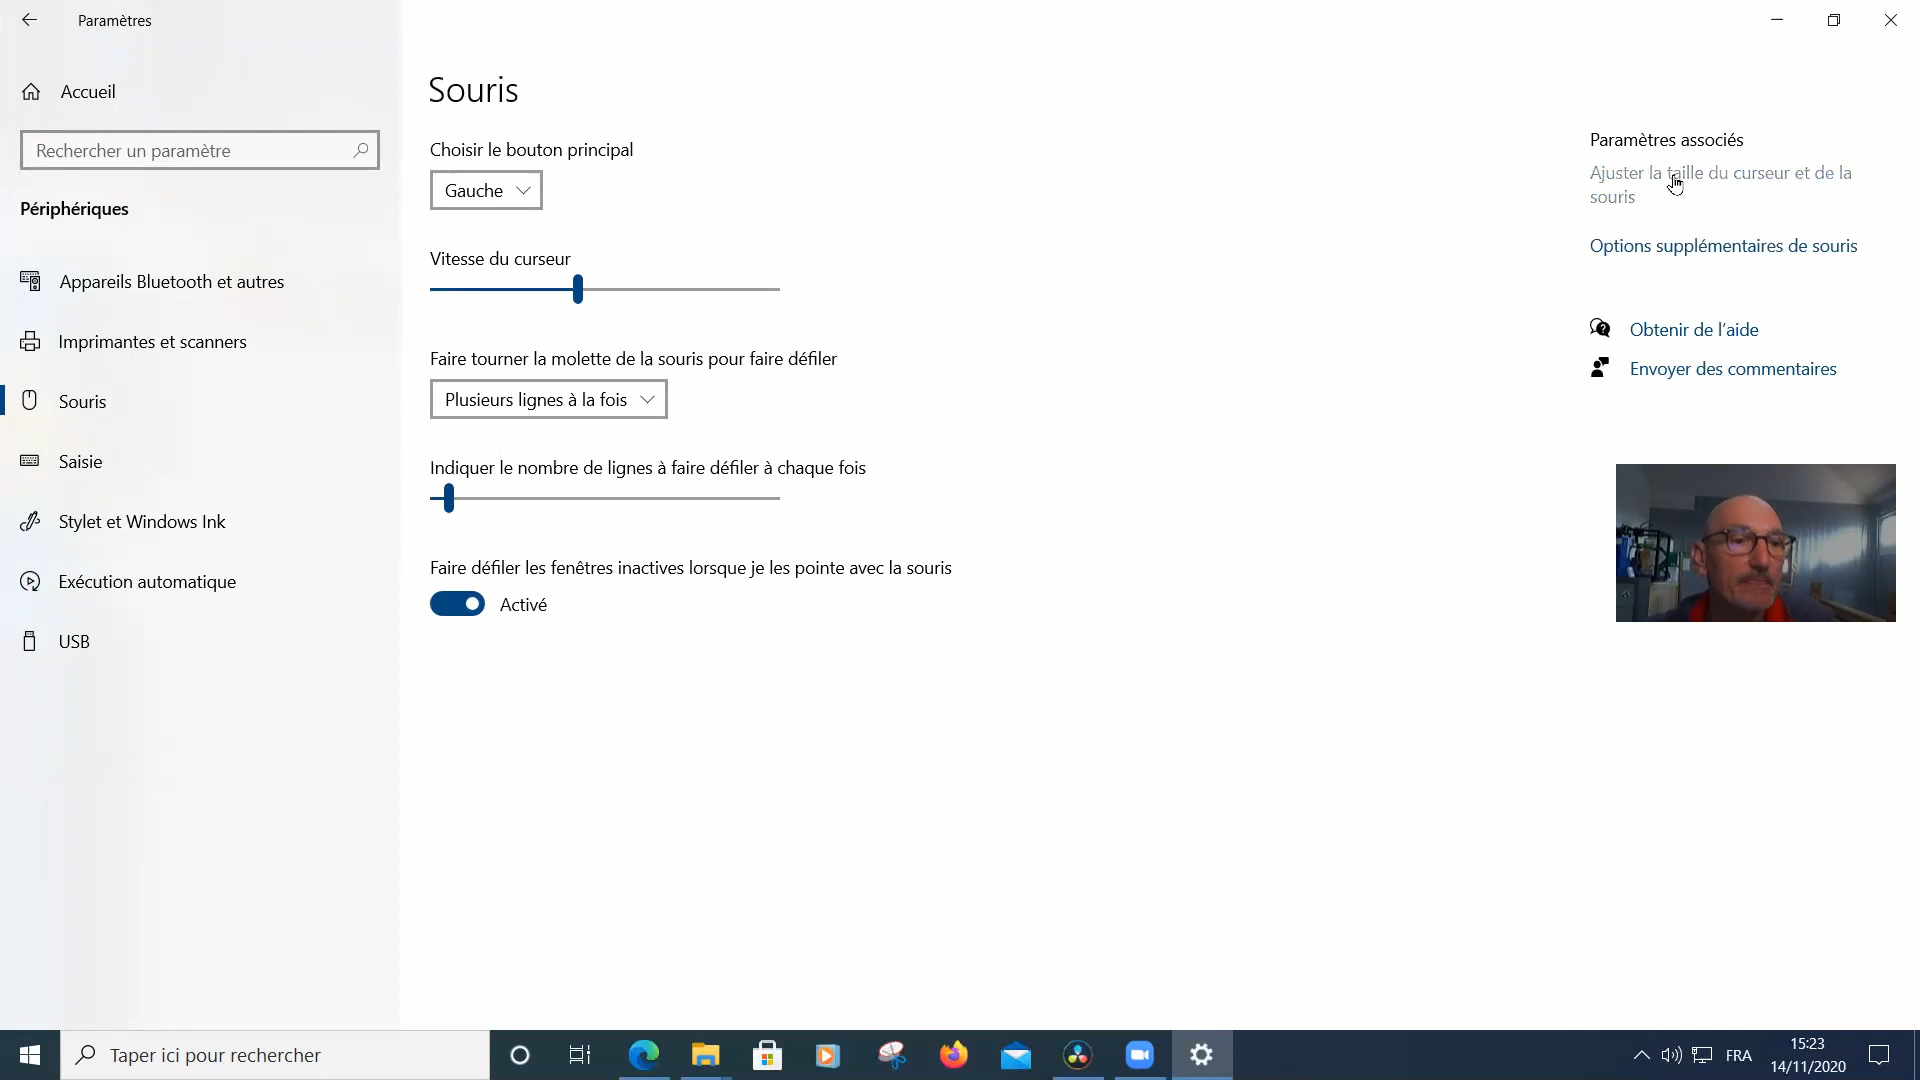 Paramètres
Accueil
Rechercher un paramètre
Périphériques
Appareils Bluetooth et autres
Imprimantes et scanners
Souris
Saisie
Stylet et Windows Ink
Exécution automatique
USB
Souris
Choisir le bouton principal
Gauche
Vitesse du curseur
Faire tourner la molette de la souris pour faire défiler
Plusieurs lignes à la fois
Indiquer le nombre de lignes à faire défiler à chaque fois
Faire défiler les fenêtres inactives lorsque je les pointe avec la souris
Activé
Paramètres associés
Ajuster la taille du curseur et de la
souris
Options supplémentaires de souris
Obtenir de l'aide
Envoyer des commentaires
Taper ici pour rechercher
FRA
15:23
14/11/2020